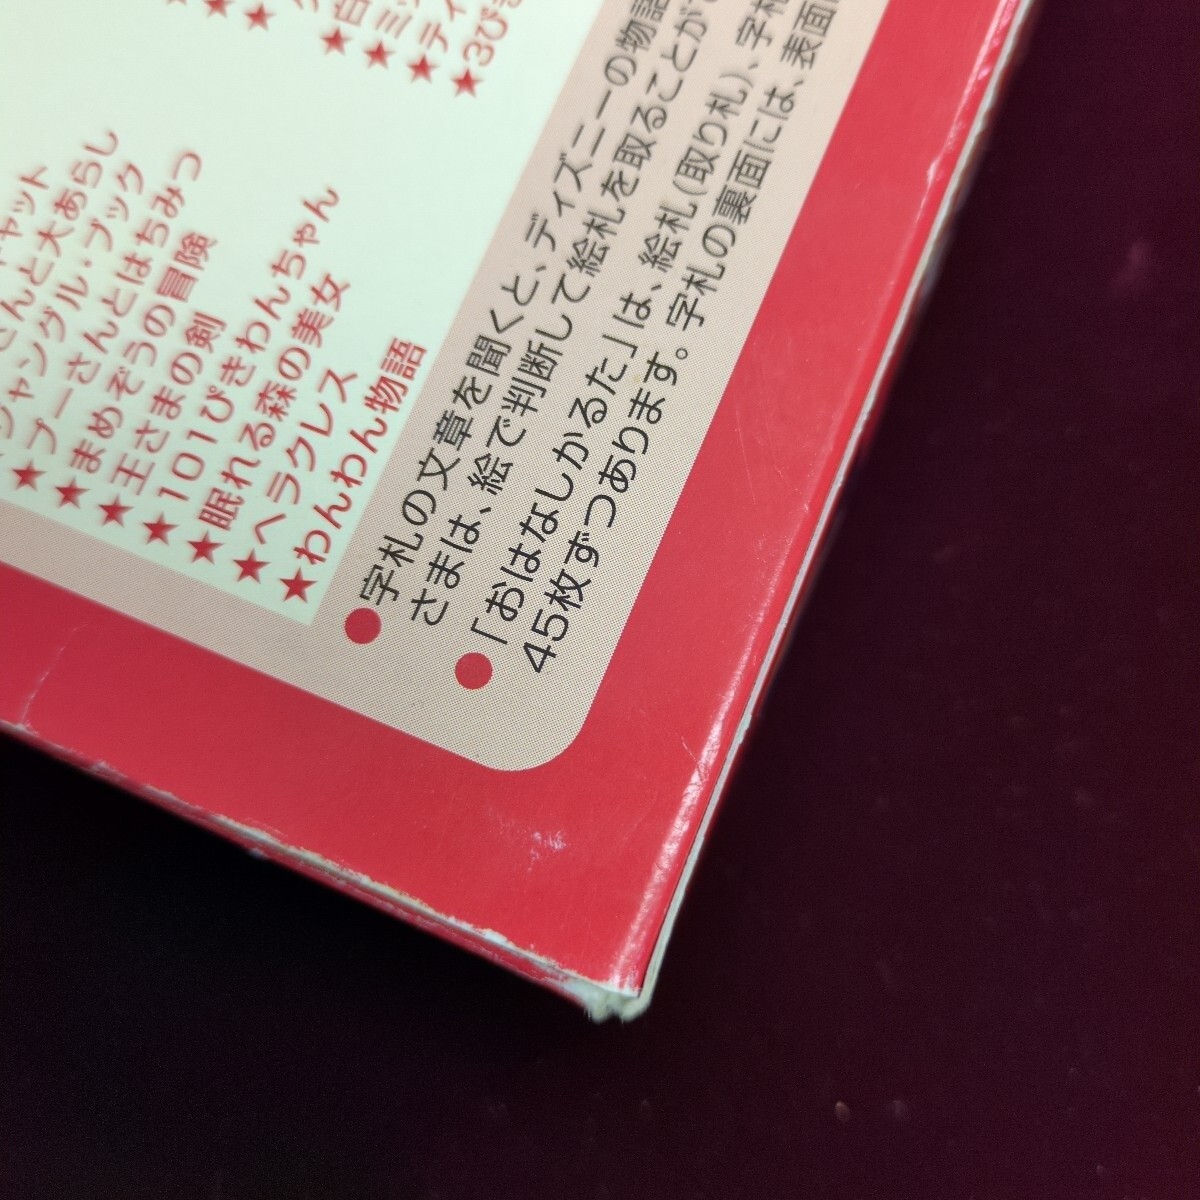 ★3びき
ャット
さんと大あらし
ジャングル・ブック
★プーさんとはちみつ
★まめぞうの冒険
★王さまの剣
★101ぴきわんちゃん
★眠れる森の美女
★ヘラクレス
★わんわん物語
●字札の文章を聞くと、ディズニーの物語
さまは、絵で判断して絵札を取ることがで
●「おはなしかるた」は、絵札(取り札)、字札
45枚ずつあります。字札の裏面には、表面に